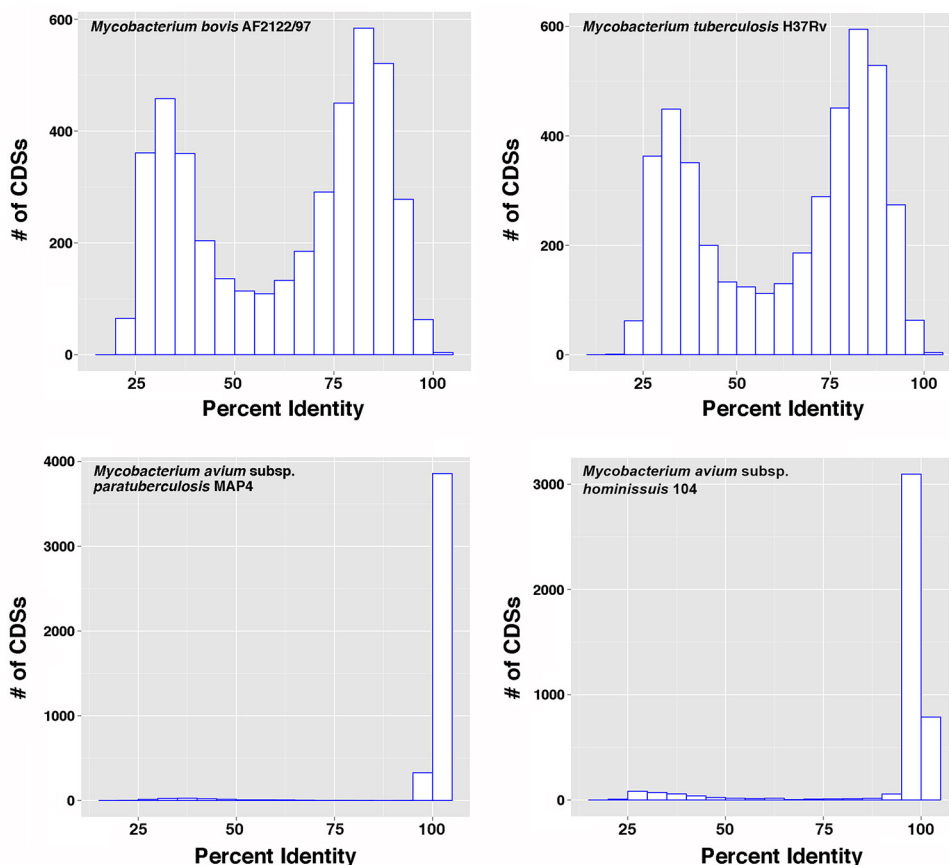 Mycobacterium bovis AF2122/97
600
400
200
0
25 50 75 100
# of CDSs
Percent Identity
Mycobacterium tuberculosis H37Rv
600
400
200
0
25 50 75 100
# of CDSs
Percent Identity
Mycobacterium avium subsp.
paratuberculosis MAP4
4000
3000
2000
1000
0
25 50 75 100
# of CDSs
Percent Identity
Mycobacterium avium subsp.
hominissuis 104
3000
2000
1000
0
25 50 75 100
# of CDSs
Percent Identity